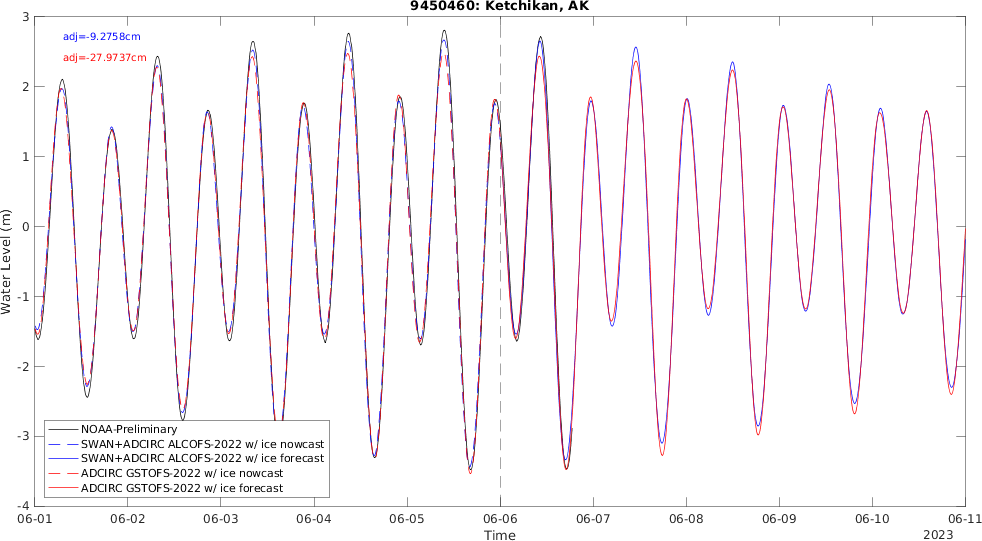 9450460: Ketchikan, AK
adj=-9.2758cm
adj=-27.9737cm
3
2
1
0
-1
-2
-3
-4
Water Level (m)
NOAA-Preliminary
SWAN+ADCIRC ALCOFS-2022 w/ ice nowcast
SWAN+ADCIRC ALCOFS-2022 w/ ice forecast
ADCIRC GSTOFS-2022 w/ ice nowcast
ADCIRC GSTOFS-2022 w/ ice forecast
06-01 06-02 06-03 06-04 06-05 06-06 06-07 06-08 06-09 06-10 06-11
Time
2023